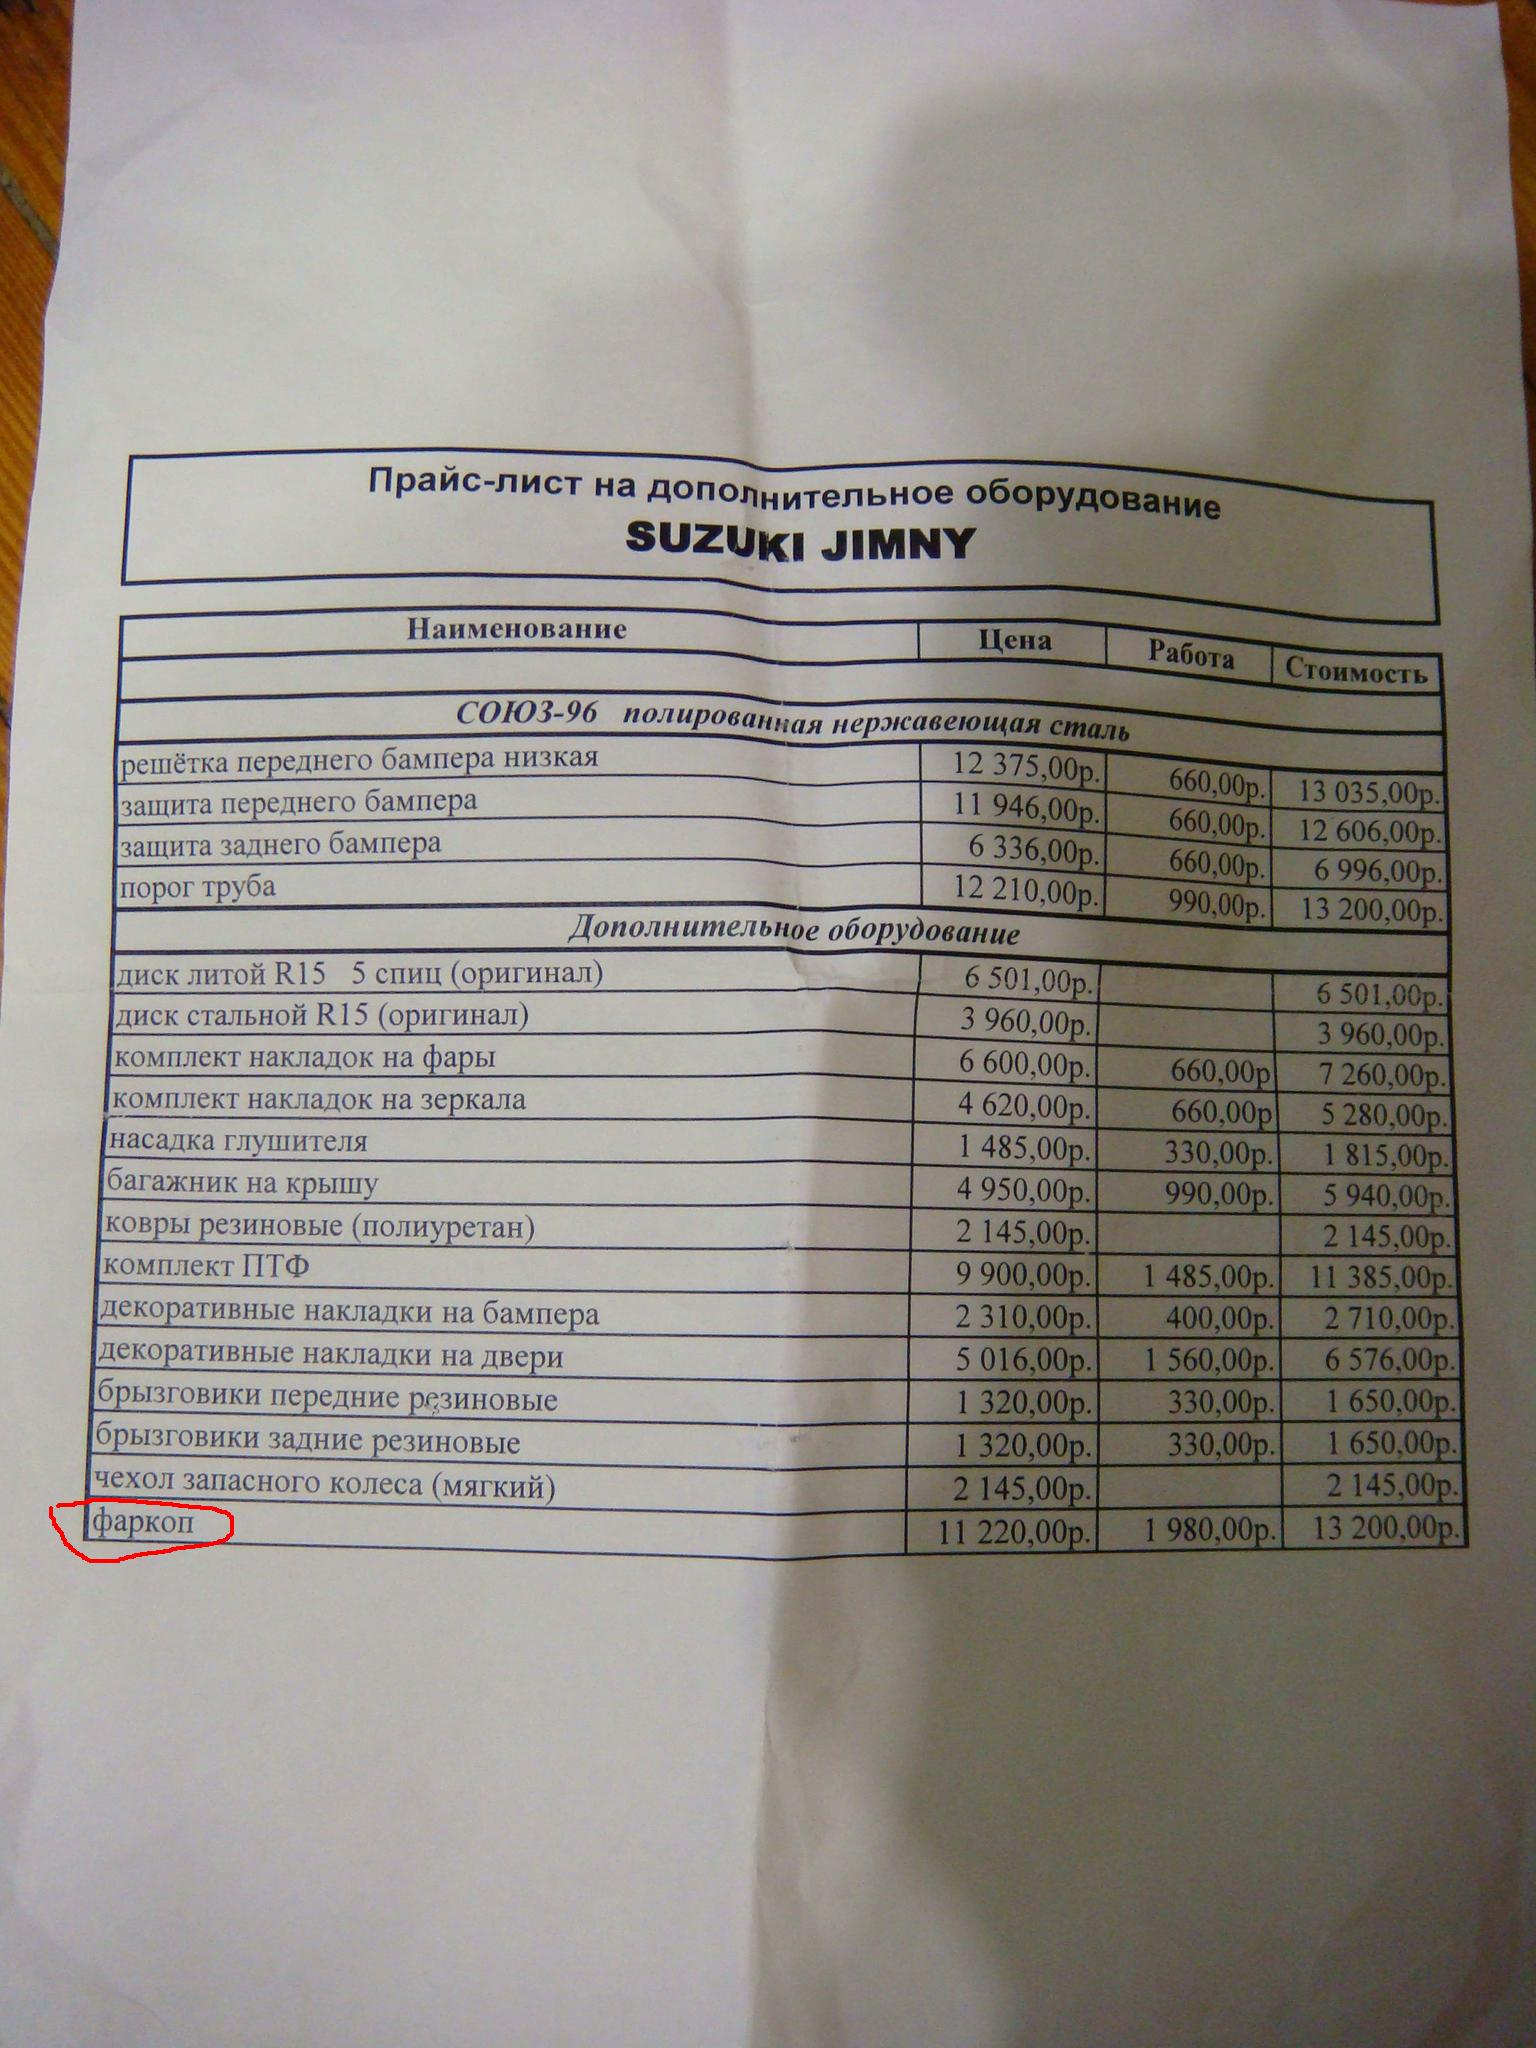 Прайс-лист на дополнительное оборудование
SUZUKI JIMNY
Наименование Цена Работа Стоимость
СОЮЗ-96 полированная нержавеющая сталь
решётка переднего бампера низкая 12 375,00р. 660,00р. 13 035,00р.
защита переднего бампера 11 946,00р. 660,00р. 12 606,00р.
защита заднего бампера 6 336,00р. 660,00р. 6 996,00р.
порог труба 12 210,00р. 990,00р. 13 200,00р.
Дополнительное оборудование
диск литой R15 5 спиц (оригинал) 6 501,00р. 6 501,00р.
диск стальной R15 (оригинал) 3 960,00р. 3 960,00р.
комплект накладок на фары 6 600,00р. 660,00р 7 260,00р.
комплект накладок на зеркала 4 620,00р. 660,00р 5 280,00р.
насадка глушителя 1 485,00р. 330,00р. 1 815,00р.
багажник на крышу 4 950,00р. 990,00р. 5 940,00р.
ковры резиновые (полиуретан) 2 145,00р. 2 145,00р.
комплект ПТФ 9 900,00р. 1 485,00р. 11 385,00р.
декоративные накладки на бампера 2 310,00р. 400,00р. 2 710,00р.
декоративные накладки на двери 5 016,00р. 1 560,00р. 6 576,00р.
брызговики передние резиновые 1 320,00р. 330,00р. 1 650,00р.
брызговики задние резиновые 1 320,00р. 330,00р. 1 650,00р.
чехол запасного колеса (мягкий) 2 145,00р. 2 145,00р.
фаркоп 11 220,00р. 1 980,00р. 13 200,00р.